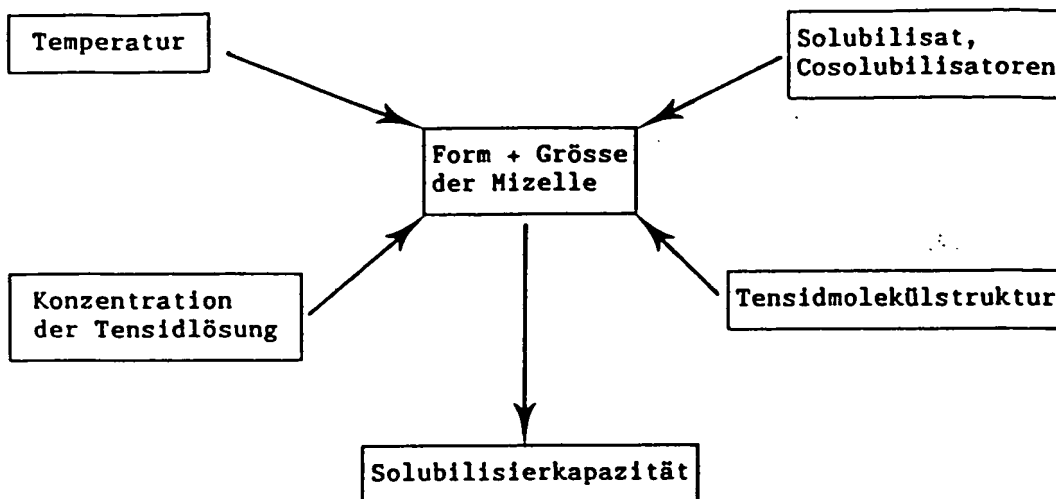 Temperatur
Solubilisat,
Cosolubilisatoren
Form + Grösse
der Mizelle
Konzentration
der Tensidlösung
Tensidmolekülstruktur
Solubilisierkapazität